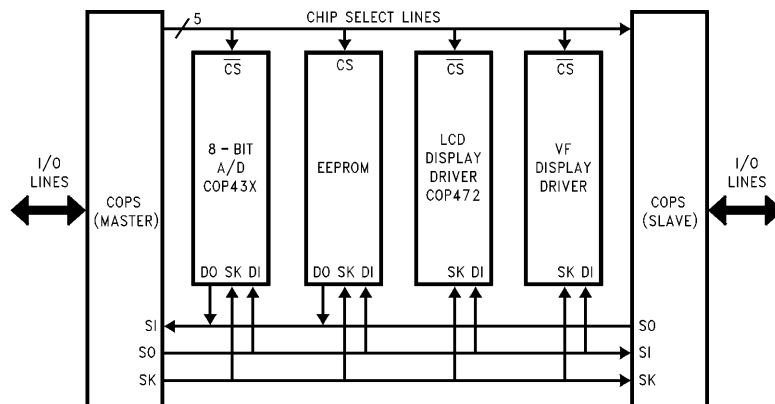 5 CHIP SELECT LINES
CS CS CS CS
8-BIT
A/D
COP43X
EEPROM
LCD
DISPLAY
DRIVER
COP472
VF
DISPLAY
DRIVER
I/O
LINES
COPS
(MASTER)
COPS
(SLAVE)
I/O
LINES
DO SK DI DO SK DI SK DI SK DI
SI SO
SO SI
SK SK